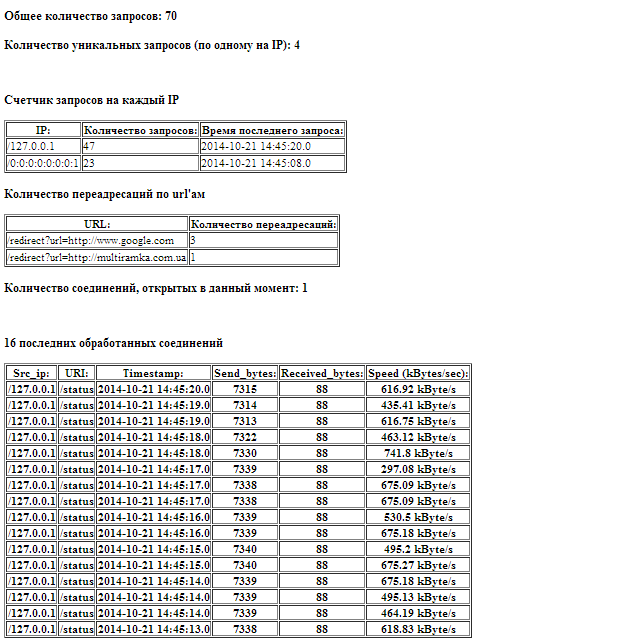 Общее количество запросов: 70
Количество уникальных запросов (по одному на IP): 4
Счетчик запросов на каждый IP
IP: Количество запросов: Время последнего запроса:
/127.0.0.1 47 2014-10-21 14:45:20.0
/0:0:0:0:0:0:0:1 23 2014-10-21 14:45:08.0
Количество переадресаций по url'ам
URL: Количество переадресаций:
/redirect?url=http://www.google.com 3
/redirect?url=http://multiramka.com.ua 1
Количество соединений, открытых в данный момент: 1
16 последних обработанных соединений
Src_ip: URI: Timestamp: Send_bytes: Received_bytes: Speed (kBytes/sec):
/127.0.0.1 /status 2014-10-21 14:45:20.0 7315 88 616.92 kByte/s
/127.0.0.1 /status 2014-10-21 14:45:19.0 7314 88 435.41 kByte/s
/127.0.0.1 /status 2014-10-21 14:45:19.0 7313 88 616.75 kByte/s
/127.0.0.1 /status 2014-10-21 14:45:18.0 7322 88 463.12 kByte/s
/127.0.0.1 /status 2014-10-21 14:45:18.0 7330 88 741.8 kByte/s
/127.0.0.1 /status 2014-10-21 14:45:17.0 7339 88 297.08 kByte/s
/127.0.0.1 /status 2014-10-21 14:45:17.0 7338 88 675.09 kByte/s
/127.0.0.1 /status 2014-10-21 14:45:17.0 7338 88 675.09 kByte/s
/127.0.0.1 /status 2014-10-21 14:45:16.0 7339 88 530.5 kByte/s
/127.0.0.1 /status 2014-10-21 14:45:16.0 7339 88 675.18 kByte/s
/127.0.0.1 /status 2014-10-21 14:45:15.0 7340 88 495.2 kByte/s
/127.0.0.1 /status 2014-10-21 14:45:15.0 7340 88 675.27 kByte/s
/127.0.0.1 /status 2014-10-21 14:45:14.0 7339 88 675.18 kByte/s
/127.0.0.1 /status 2014-10-21 14:45:14.0 7339 88 495.13 kByte/s
/127.0.0.1 /status 2014-10-21 14:45:14.0 7339 88 464.19 kByte/s
/127.0.0.1 /status 2014-10-21 14:45:13.0 7338 88 618.83 kByte/s